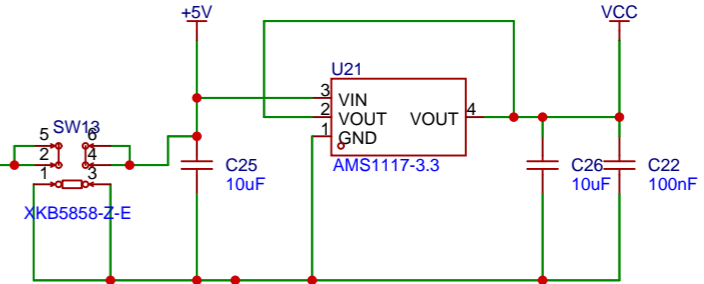 +5V
VCC
U21
3
VIN
2
VOUT
VOUT
4
1
GND
AMS1117-3.3
SW13
5
6
2
4
1
3
XKB5858-Z-E
C25
10uF
C26
10uF
C22
100nF